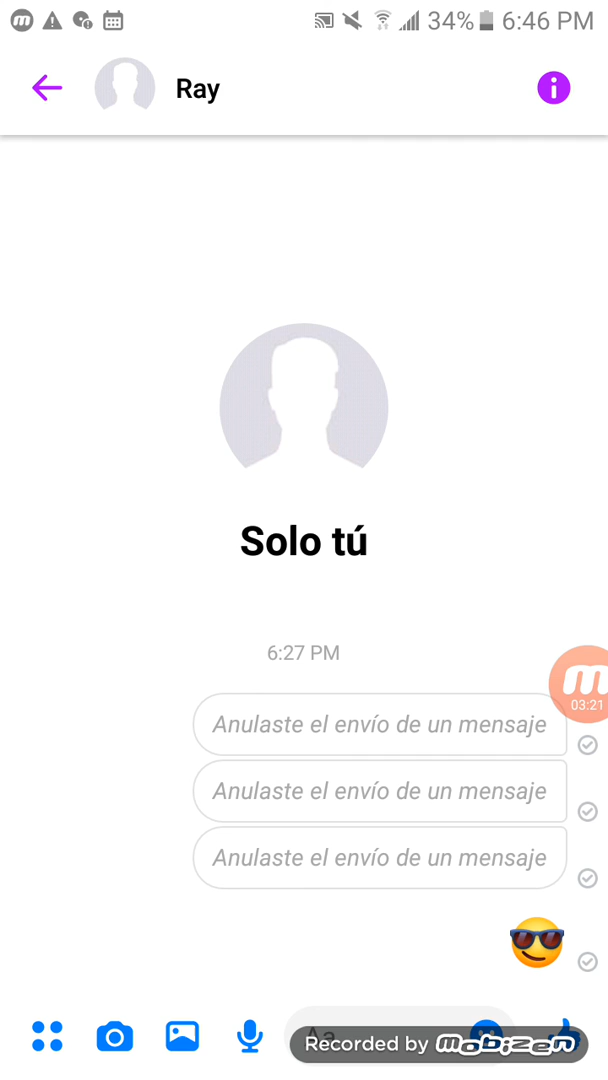 34% 6:46 PM
Ray
Solo tú
6:27 PM
03:21
Anulaste el envío de un mensaje
Anulaste el envío de un mensaje
Anulaste el envío de un mensaje
Aa
Recorded by mobizen